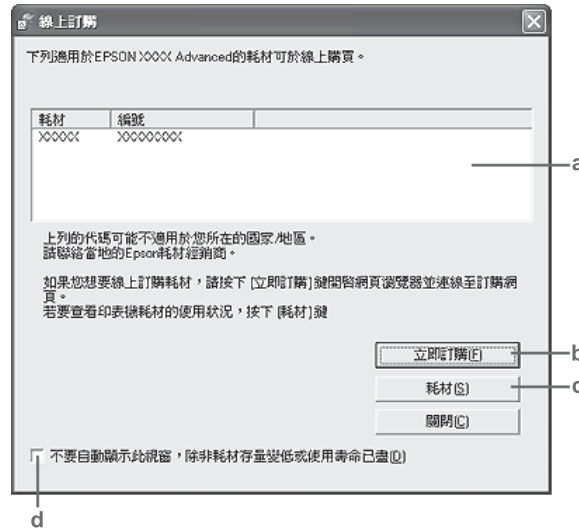 線上訂購
下列適用於EPSON XXXX Advanced的耗材可於線上購買。
耗材 編號
XXXXX XXXXXXXX
a
上列的代碼可能不適用於您所在的國家/地區。
請聯絡當地的Epson耗材經銷商。
如果您想要線上訂購耗材，請按下 [立即訂購]鍵開啟網頁瀏覽器並連線至訂購網
頁。
若要查看印表機耗材的使用狀況，按下 [耗材]鍵
立即訂購(F)
b
耗材(S)
c
關閉(C)
不要自動顯示此視窗，除非耗材存量變低或使用壽命已盡(D)
d